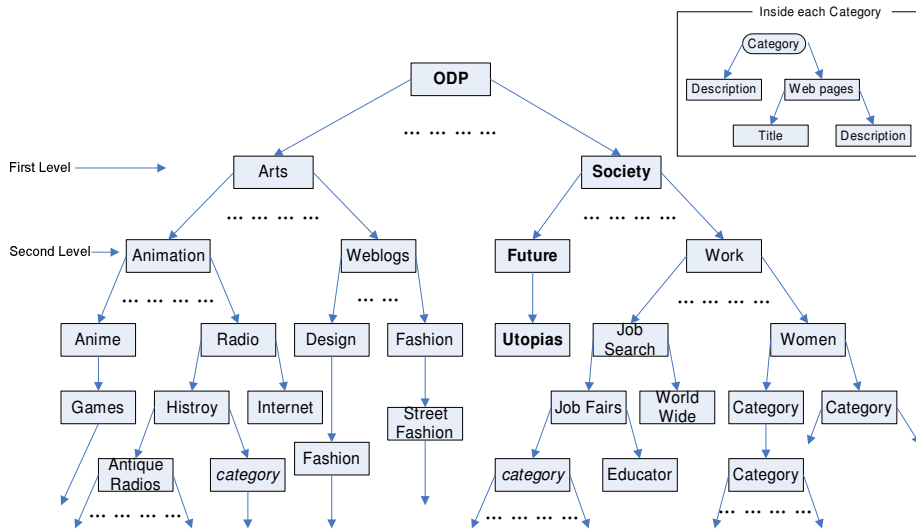 Inside each Category
Category
Description
Web pages
Title
Description
ODP
... ... ... ...
First Level
Arts
Society
... ... ... ...
... ... ... ...
Second Level
Animation
Weblogs
Future
Work
... ... ... ...
... ...
... ... ... ...
Anime
Radio
Design
Fashion
Utopias
Job
Search
Women
Games
Histroy
Internet
Street
Fashion
Job Fairs
World
Wide
Category
Category
Antique
Radios
category
Fashion
category
Educator
Category
... ... ... ...
... ... ... ...
... ... ... ...